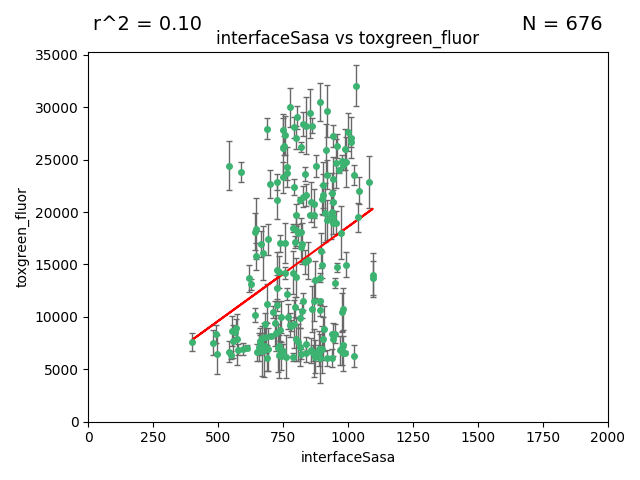 r^2 = 0.10
N = 676
interfaceSasa vs toxgreen_fluor
35000
30000
25000
20000
15000
10000
5000
0
toxgreen_fluor
0 250 500 750 1000 1250 1500 1750 2000
interfaceSasa